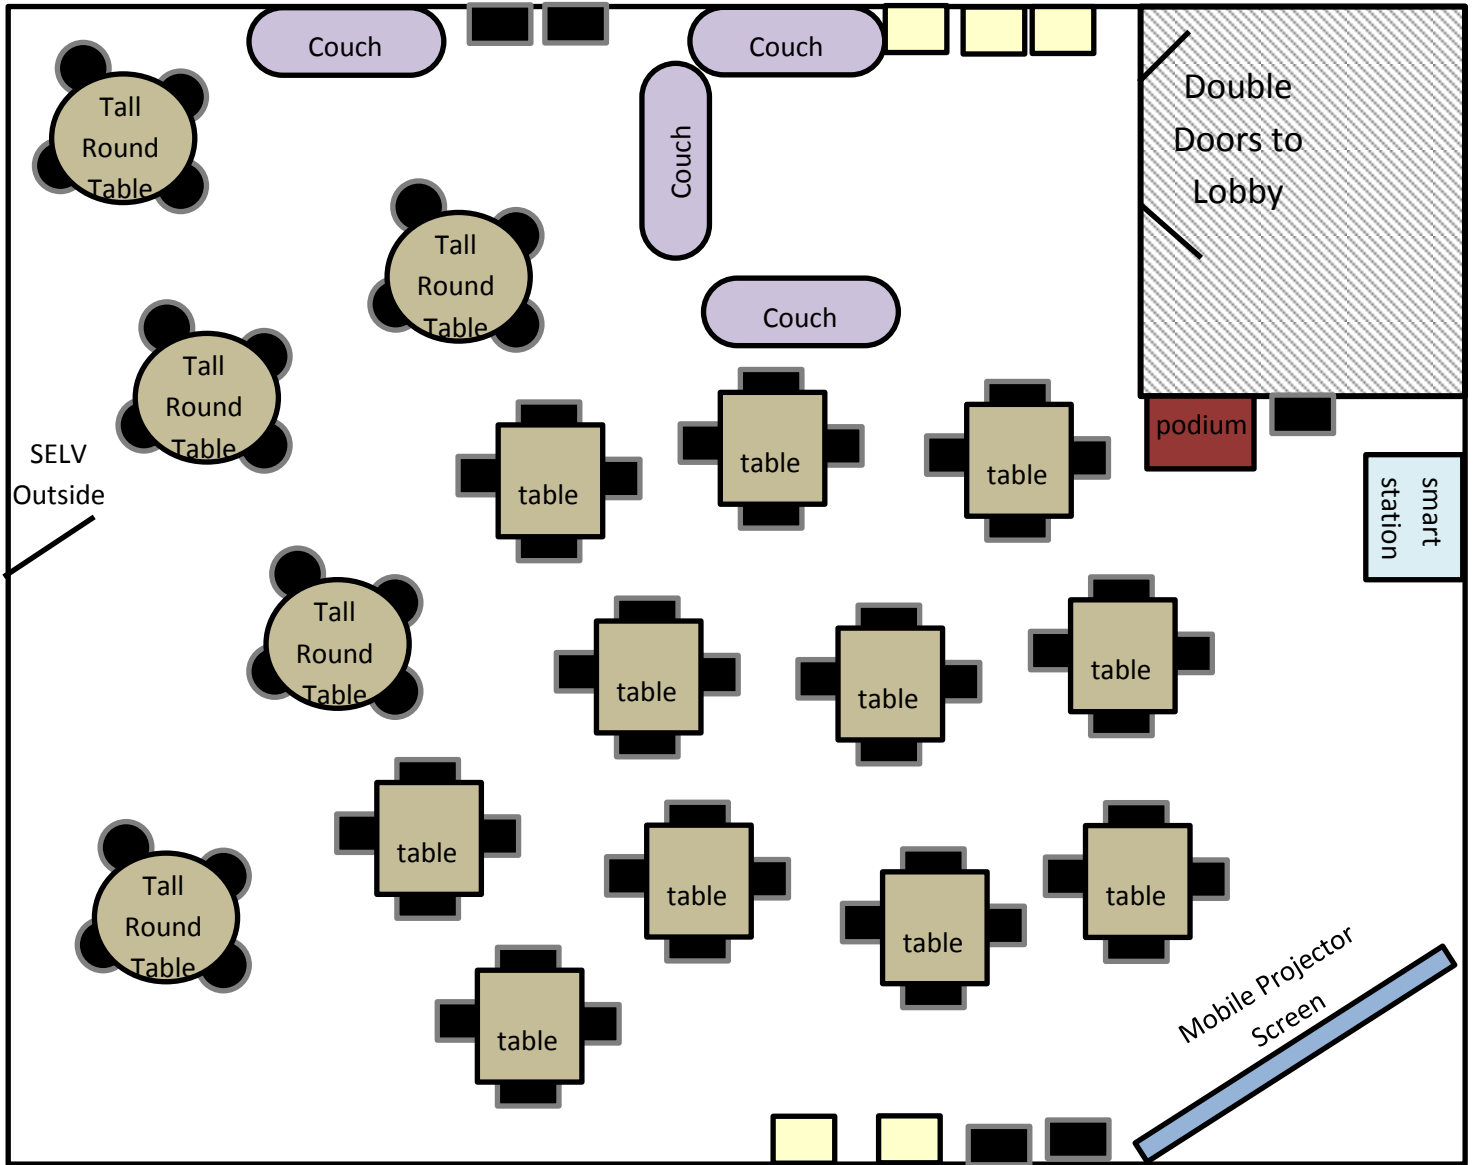 Couch
Couch
Double
Doors to
Lobby
Tall
Round
Table
Couch
Tall
Round
Table
Couch
Tall
Round
Table
podium
SELV
Outside
table
table
table
smart
station
Tall
Round
Table
table
table
table
table
table
table
table
Tall
Round
Table
Mobile Projector
Screen
table